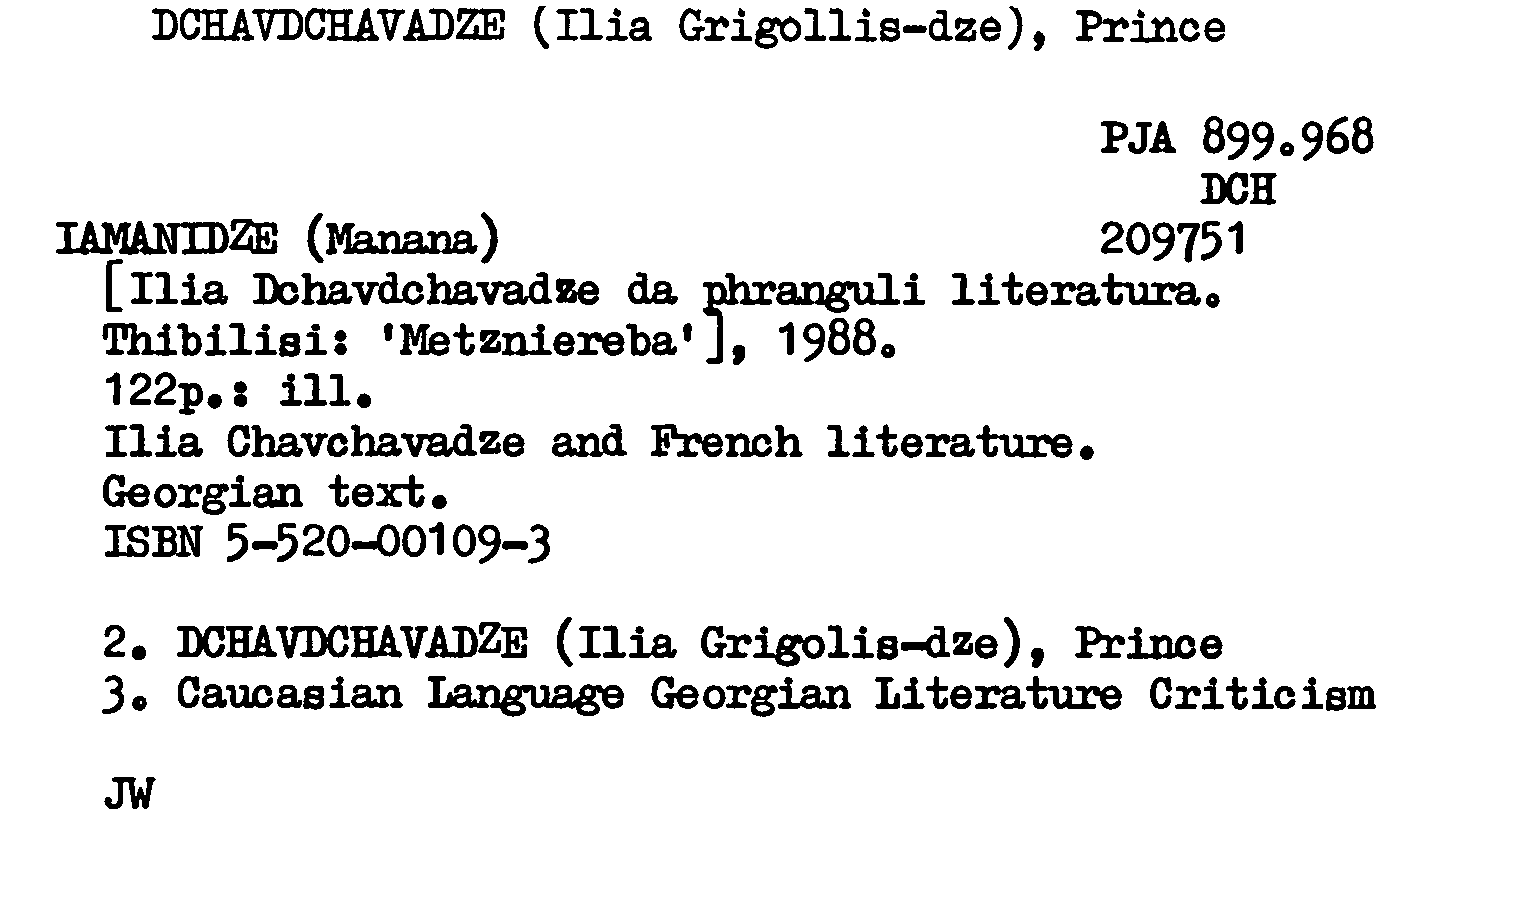 DCHAVDCHAVADZE (Ilia Grigollis-dze), Prince
PJA 899.968
DCH
IAMANIDZE (Manana) 209751
[Ilia Dchavdchavadze da phranguli literatura.
Thibilisi: 'Metzniereba'], 1988.
122p.: ill.
Ilia Chavchavadze and French literature.
Georgian text.
ISBN 5-520-00109-3
2. DCHAVDCHAVADZE (Ilia Grigolis-dze), Prince
3. Caucasian Language Georgian Literature Criticism
JW